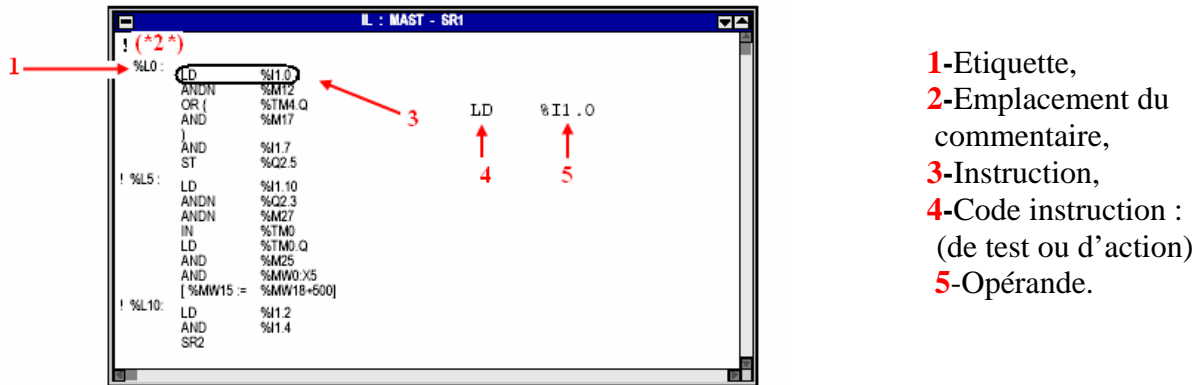 IL : MAST - SR1
! (*2*)
1
%L0 :
LD %I1.0
ANDN %M12
OR ( %TM4.Q
AND %M17
)
AND %I1.7
ST %Q2.5
3
! %L5 :
LD %I1.10
ANDN %Q2.3
ANDN %M27
IN %TM0
LD %TM0.Q
AND %M25
AND %MW0:X5
[ %MW15 := %MW18+500]
! %L10:
LD %I1.2
AND %I1.4
SR2
LD %I1.0
4 5
1-Etiquette,
2-Emplacement du
commentaire,
3-Instruction,
4-Code instruction :
(de test ou d’action)
5-Opérande.